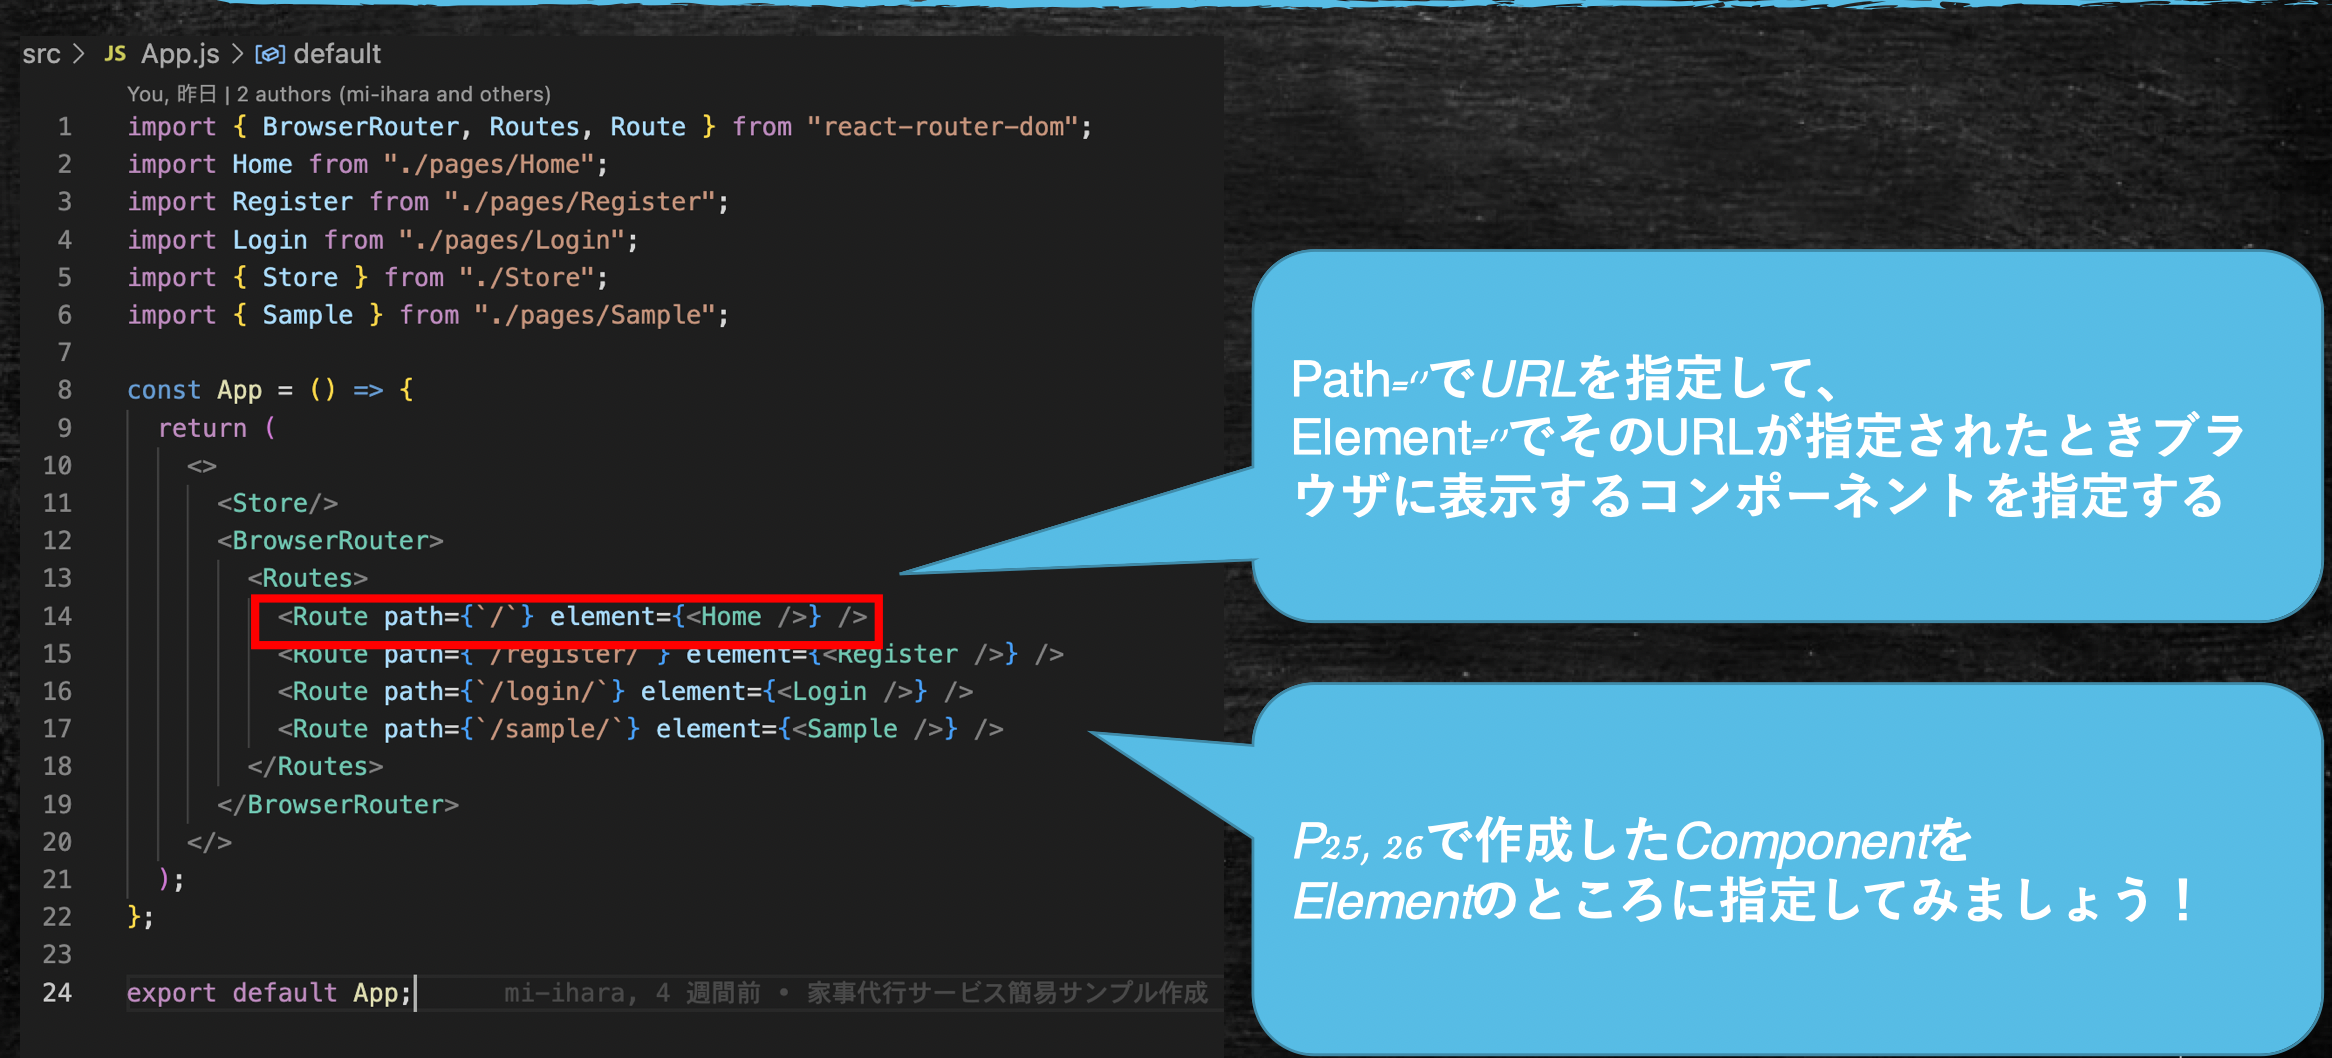 src > JS App.js > default
You, 昨日 | 2 authors (mi-ihara and others)
1 import { BrowserRouter, Routes, Route } from "react-router-dom";
2 import Home from "./pages/Home";
3 import Register from "./pages/Register";
4 import Login from "./pages/Login";
5 import { Store } from "./Store";
6 import { Sample } from "./pages/Sample";
7
8 const App = () => {
9 return (
10 <>
11 <Store/>
12 <BrowserRouter>
13 <Routes>
14 <Route path={`/`} element={<Home />} />
15 <Route path={`/register/`} element={<Register />} />
16 <Route path={`/login/`} element={<Login />} />
17 <Route path={`/sample/`} element={<Sample />} />
18 </Routes>
19 </BrowserRouter>
20 </>
21 );
22 };
23
24 export default App; mi-ihara, 4 週間前 • 家事代行サービス簡易サンプル作成
Path=‘’でURLを指定して、
Element=‘’でそのURLが指定されたときブラ
ウザに表示するコンポーネントを指定する
P25, 26で作成したComponentを
Elementのところに指定してみましょう！